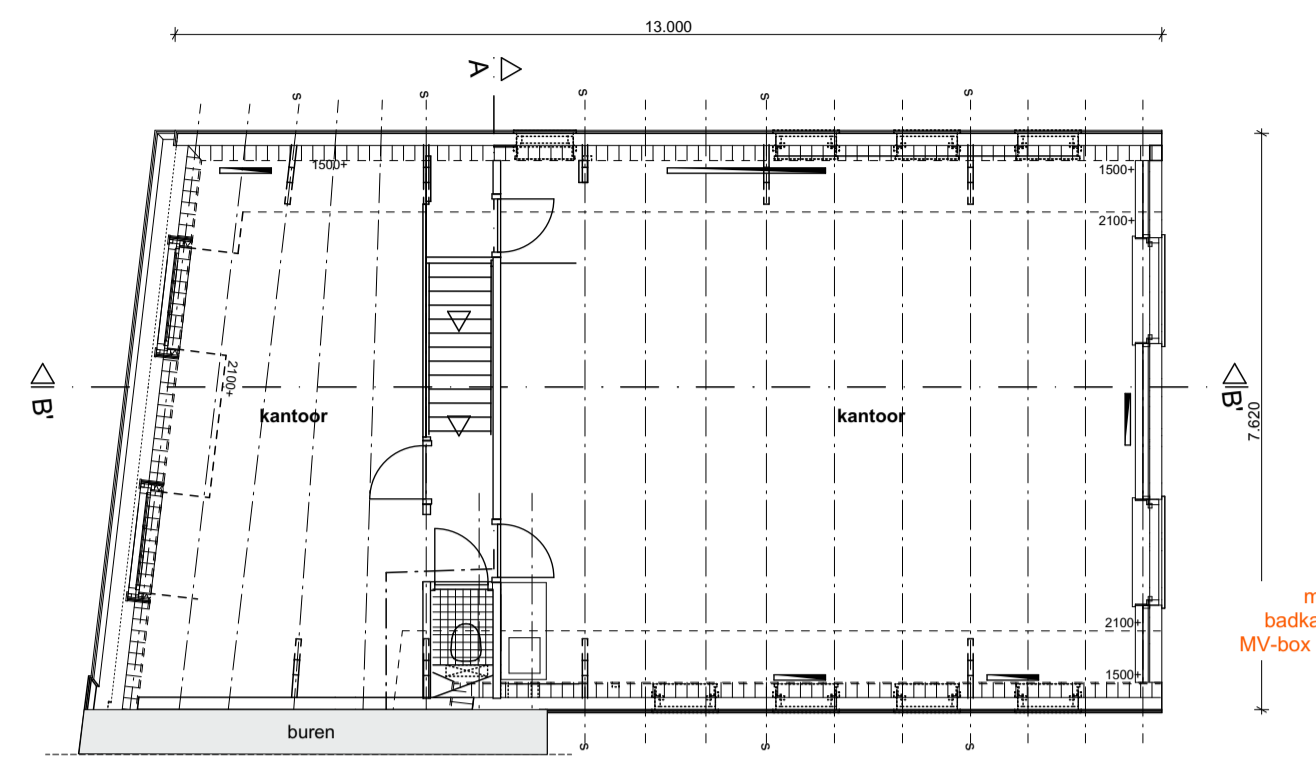 13.000
A
s
s
s
s
s
1500+
1500+
2100+
2100+
B'
kantoor
kantoor
B'
7.620
m
badka
MV-box
2100+
1500+
buren
s
s
s